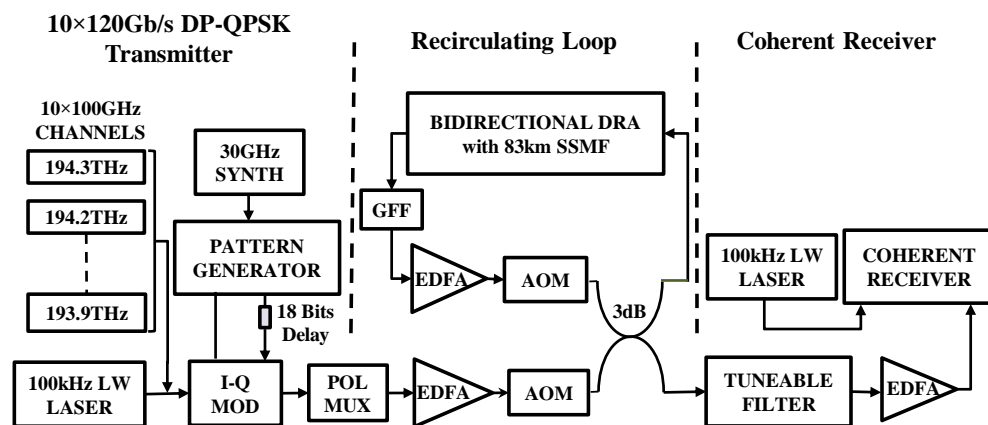 10×120Gb/s DP-QPSK
Transmitter
Recirculating Loop
Coherent Receiver
10×100GHz
CHANNELS
194.3THz
194.2THz
193.9THz
30GHz
SYNTH
PATTERN
GENERATOR
18 Bits
Delay
100kHz LW
LASER
I-Q
MOD
POL
MUX
EDFA
AOM
BIDIRECTIONAL DRA
with 83km SSMF
GFF
EDFA
AOM
3dB
100kHz LW
LASER
COHERENT
RECEIVER
TUNEABLE
FILTER
EDFA